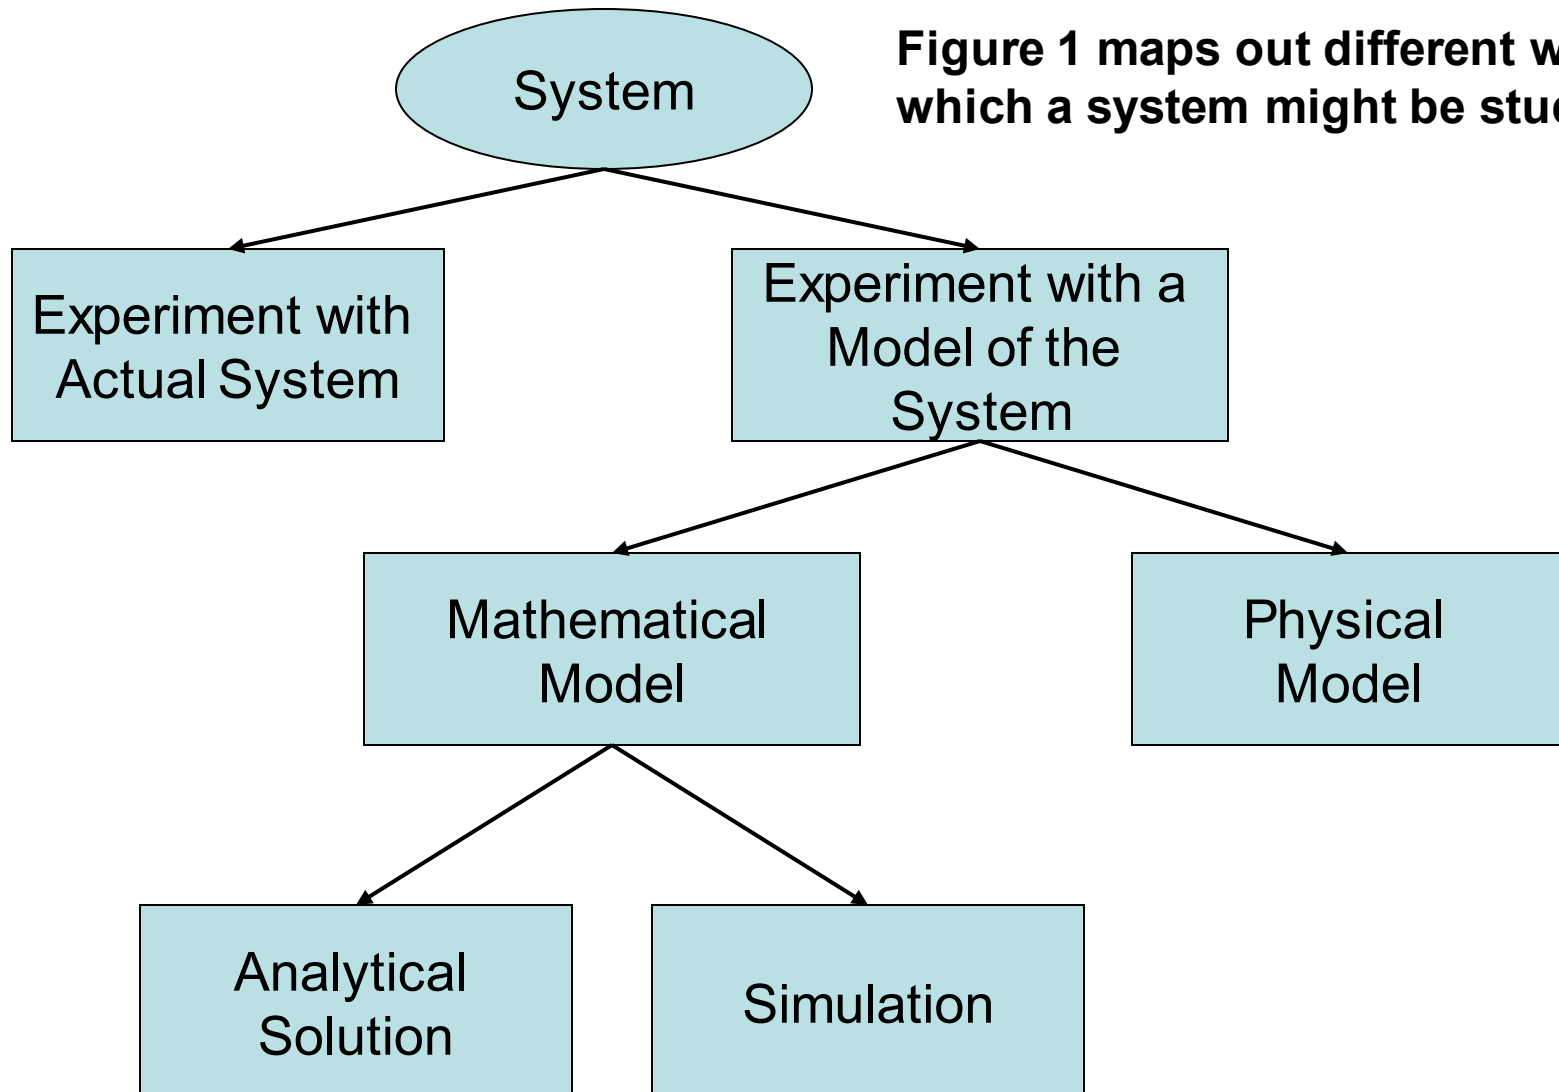 System
Figure 1 maps out different
which a system might be
Experiment with
Actual System
Experiment with a
Model of the
System
Mathematical
Model
Physical
Model
Analytical
Solution
Simulation